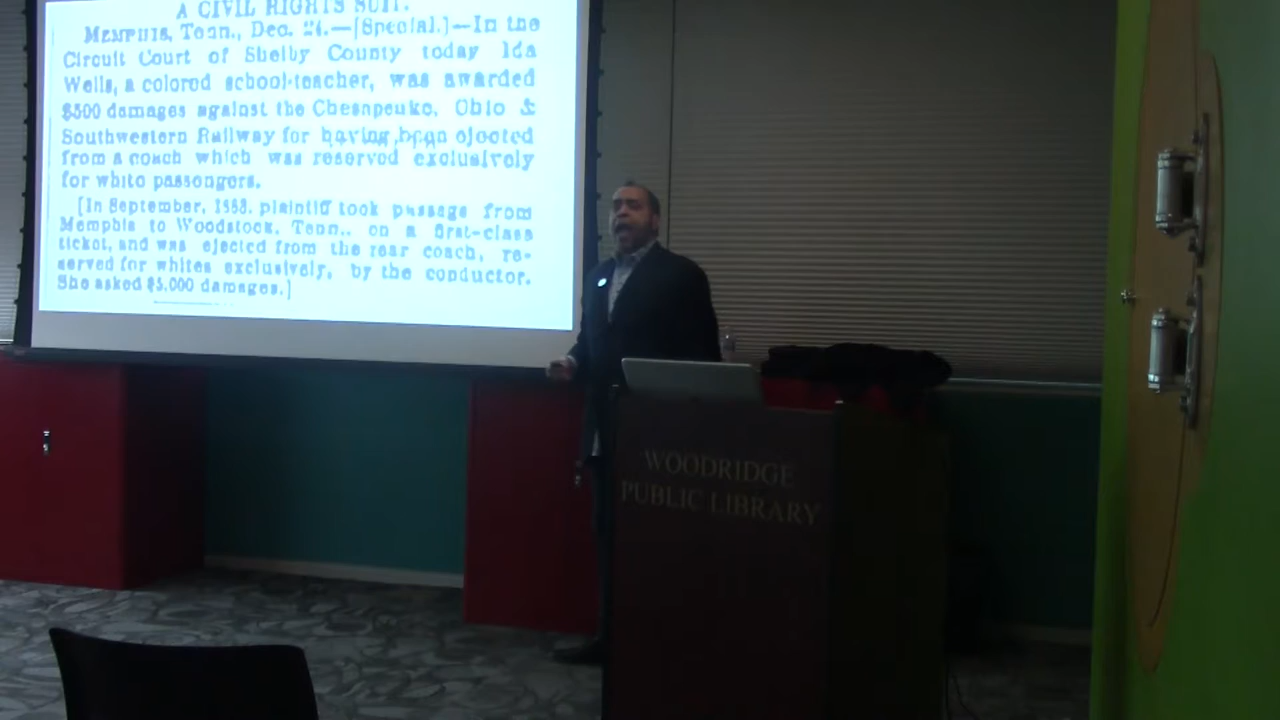 A CIVIL RIGHTS SUIT.
MEMPHIS, Tenn., Dec. 24.—[Special.]—In the
Circuit Court of Shelby County today Ida
Wells, a colored school-teacher, was awarded
$500 damages against the Chesapeake, Ohio &
Southwestern Railway for having been ejected
from a coach which was reserved exclusively
for white passengers.
[In September, 1883, plaintiff took passage from
Memphis to Woodstock, Tenn., on a first-class
ticket, and was ejected from the rear coach, re-
served for whites exclusively, by the conductor.
She asked $5,000 damages.]
WOODRIDGE
PUBLIC LIBRARY